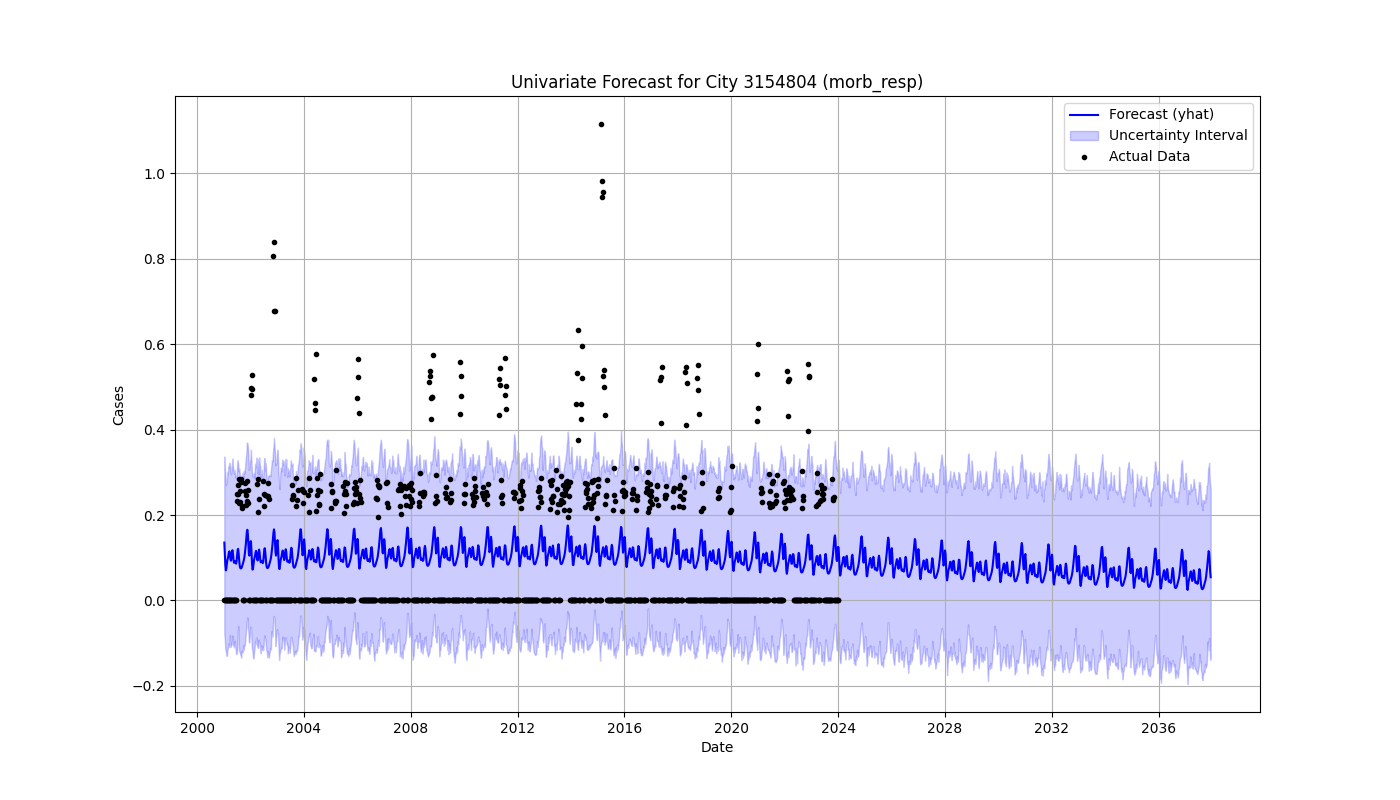 Univariate Forecast for City 3154804 (morb_resp)
Forecast (yhat)
Uncertainty Interval
Actual Data
1.0
0.8
0.6
0.4
0.2
0.0
−0.2
Cases
2000 2004 2008 2012 2016 2020 2024 2028 2032 2036
Date